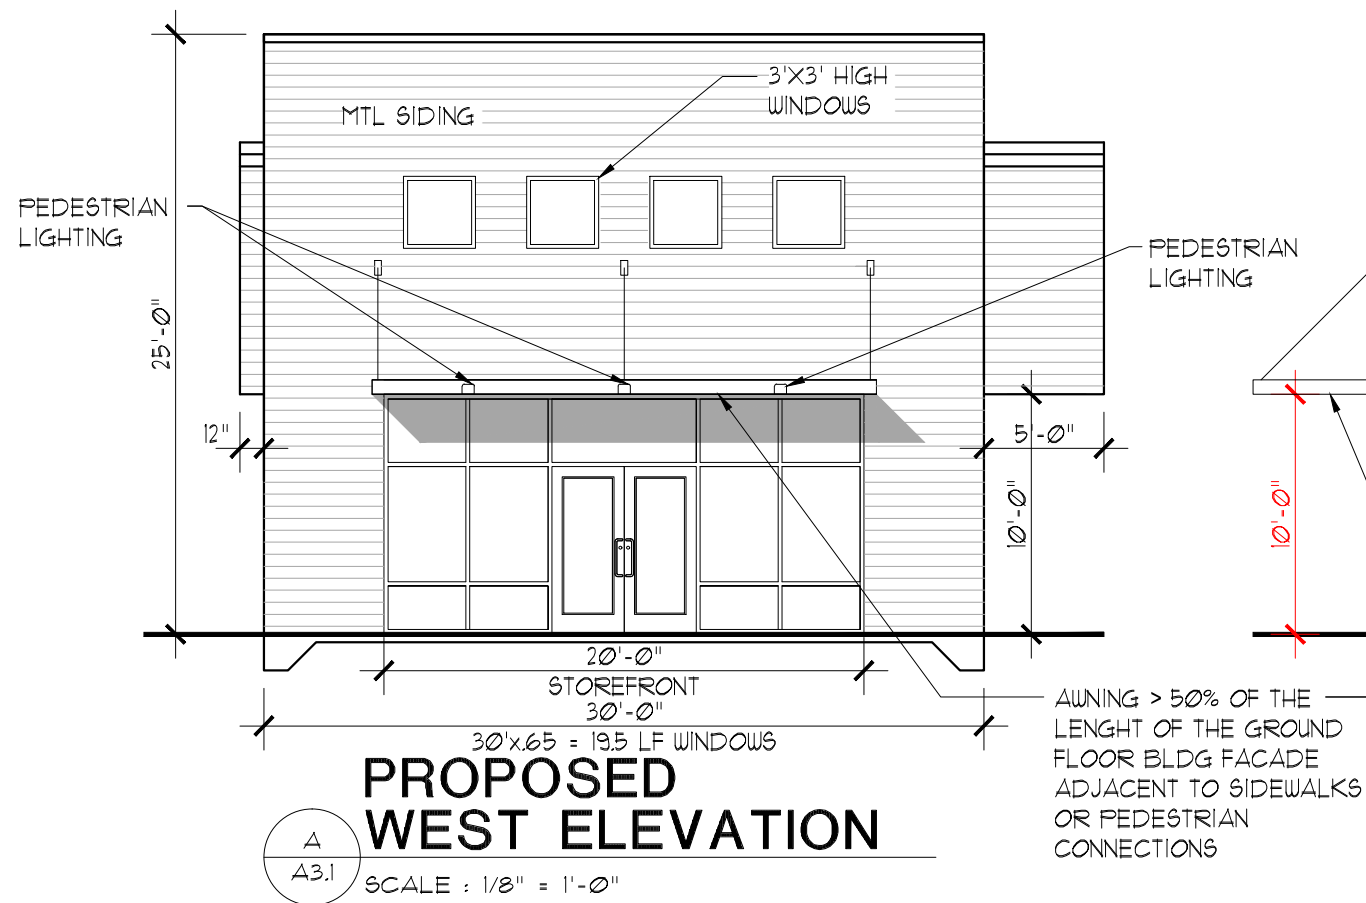 3'X3' HIGH
WINDOWS
MTL SIDING
PEDESTRIAN
LIGHTING
PEDESTRIAN
LIGHTING
25'-0"
12"
5'-0"
10'-0"
10'-0"
20'-0"
STOREFRONT
30'-0"
30'x.65 = 19.5 LF WINDOWS
AWNING > 50% OF THE
LENGHT OF THE GROUND
FLOOR BLDG FACADE
ADJACENT TO SIDEWALKS
OR PEDESTRIAN
CONNECTIONS
PROPOSED
WEST ELEVATION
A
A3.1
SCALE : 1/8" = 1'-0"